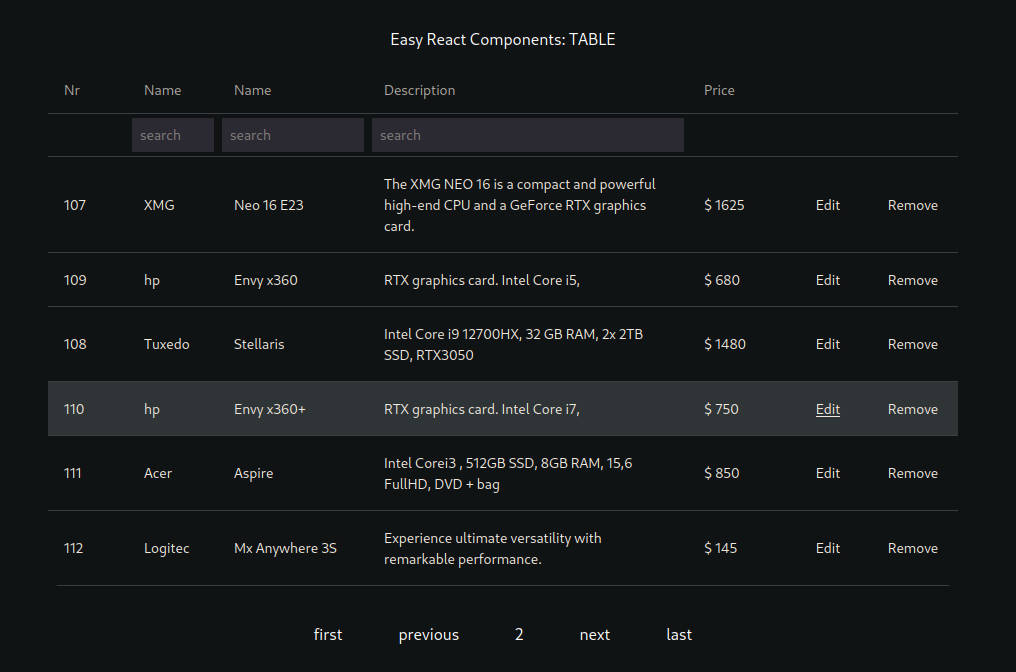 Easy React Components: TABLE
Nr Name Name Description Price
search search search
The XMG NEO 16 is a compact and powerful
107 XMG Neo 16 E23 high-end CPU and a GeForce RTX graphics $ 1625 Edit Remove
card.
109 hp Envy x360 RTX graphics card. Intel Core i5, $ 680 Edit Remove
Intel Core i9 12700HX, 32 GB RAM, 2x 2TB
108 Tuxedo Stellaris $ 1480 Edit Remove
SSD, RTX3050
110 hp Envy x360+ RTX graphics card. Intel Core i7, $ 750 Edit Remove
Intel Corei3 , 512GB SSD, 8GB RAM, 15,6
111 Acer Aspire $ 850 Edit Remove
FullHD, DVD + bag
Experience ultimate versatility with
112 Logitec Mx Anywhere 3S $ 145 Edit Remove
remarkable performance.
first previous 2 next last